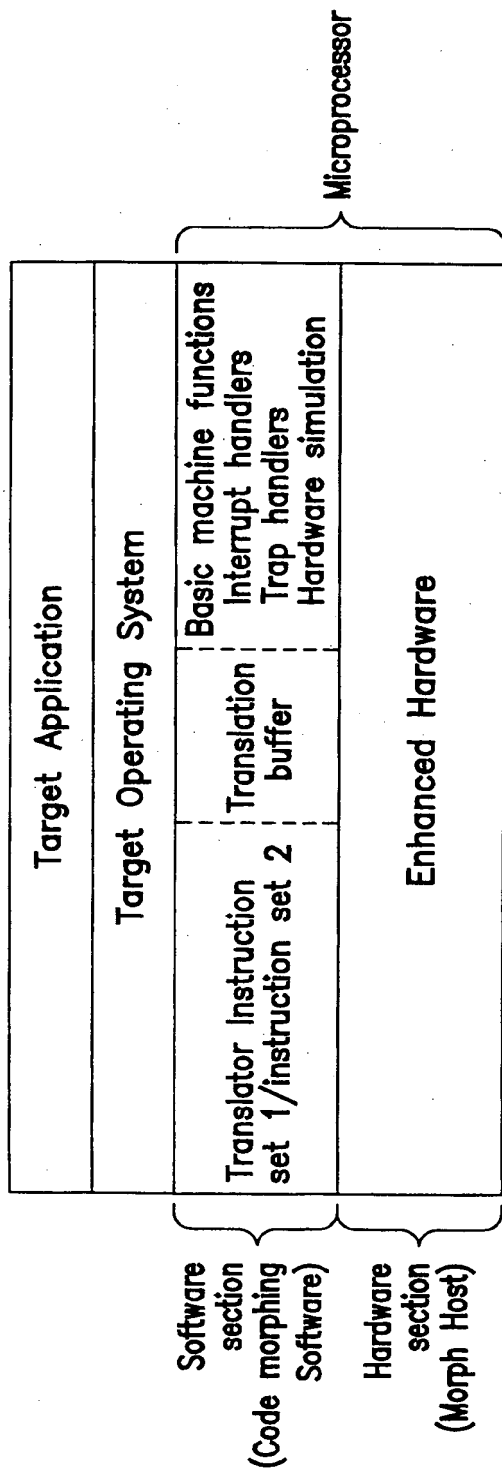 Target Application
Target Operating System
Software
section
(Code morphing
Software)
Translator Instruction
set 1/instruction set 2
Translation
buffer
Basic machine functions
Interrupt handlers
Trap handlers
Hardware simulation
Microprocessor
Hardware
section
(Morph Host)
Enhanced Hardware